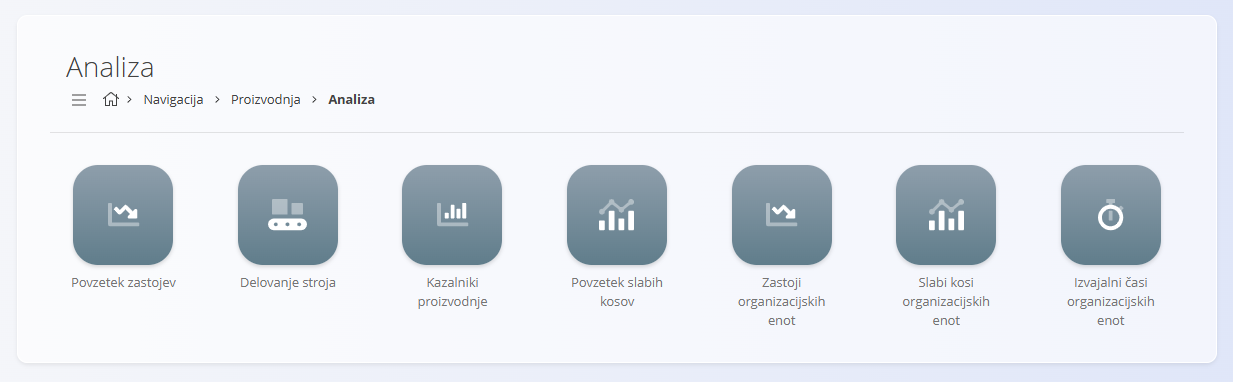 Analiza
Navigacija > Proizvodnja > Analiza
Povzetek zastojev
Delovanje stroja
Kazalniki
proizvodnje
Povzetek slabih
kosov
Zastoji
organizacijskih
enot
Slabi kosi
organizacijskih
enot
Izvajalni časi
organizacijskih
enot